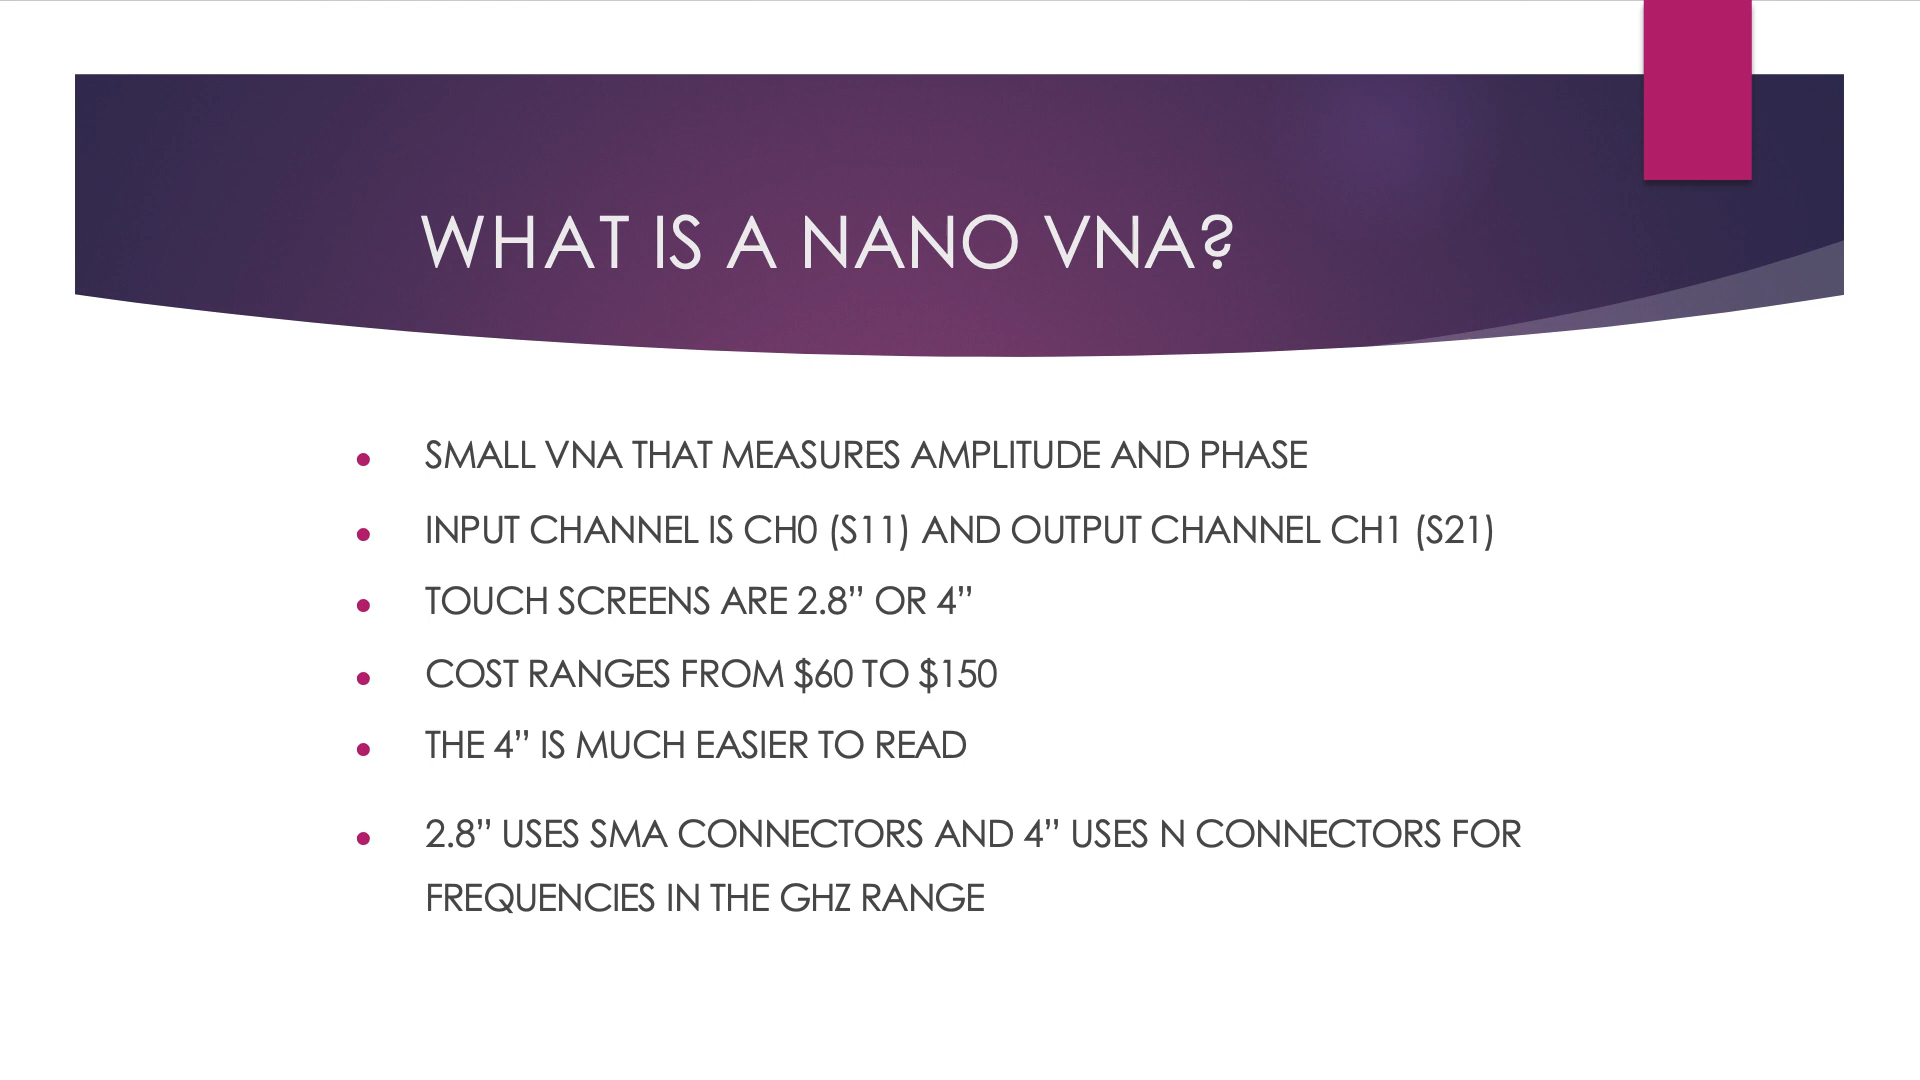 WHAT IS A NANO VNA?
• SMALL VNA THAT MEASURES AMPLITUDE AND PHASE
• INPUT CHANNEL IS CH0 (S11) AND OUTPUT CHANNEL CH1 (S21)
• TOUCH SCREENS ARE 2.8” OR 4”
• COST RANGES FROM $60 TO $150
• THE 4” IS MUCH EASIER TO READ
• 2.8” USES SMA CONNECTORS AND 4” USES N CONNECTORS FOR
FREQUENCIES IN THE GHZ RANGE